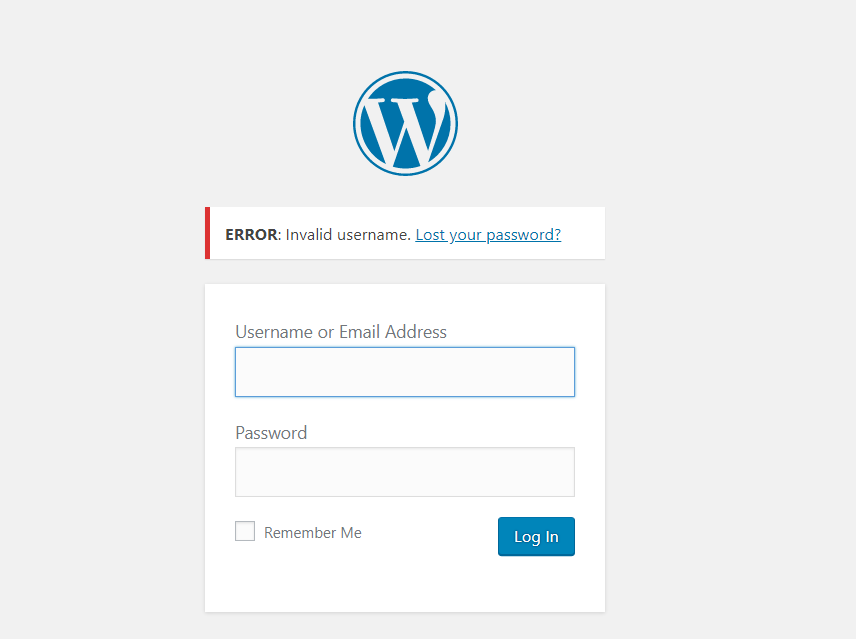 ERROR: Invalid username. Lost your password?
Username or Email Address
Password
Remember Me
Log In